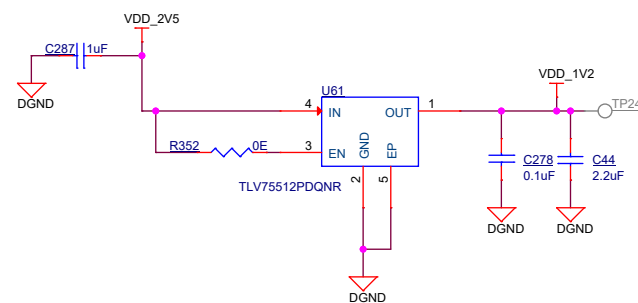 VDD_2V5
C287 1uF
DGND
VDD_1V2
U61
4 IN OUT 1
TP24
R352 0E 3 EN
GND EP
C278 C44
0.1uF 2.2uF
TLV75512PDQNR
2 5
DGND DGND
DGND